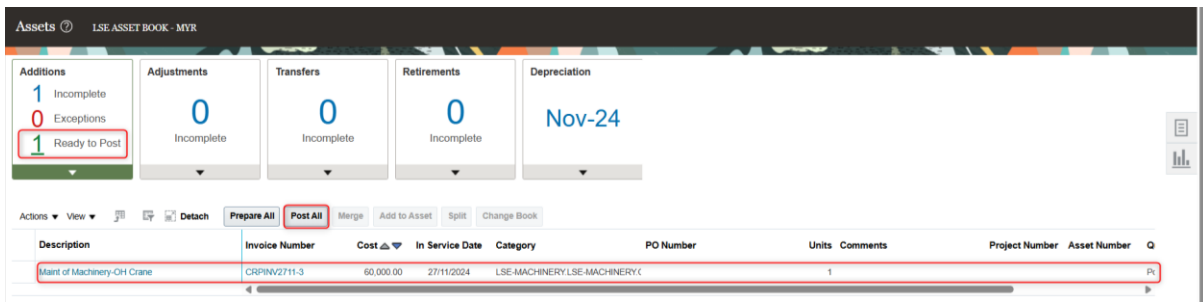 Assets LSE ASSET BOOK - MYR
Additions Adjustments Transfers Retirements Depreciation
1 Incomplete
0 Exceptions
1 Ready to Post
0 Incomplete
0 Incomplete
0 Incomplete
Nov-24
Actions View Detach Prepare All Post All Merge Add to Asset Split Change Book
Description Invoice Number Cost In Service Date Category PO Number Units Comments Project Number Asset Number Q
Maint of Machinery-OH Crane CRPINV2711-3 60,000.00 27/11/2024 LSE-MACHINERY.LSE-MACHINERY.( 1